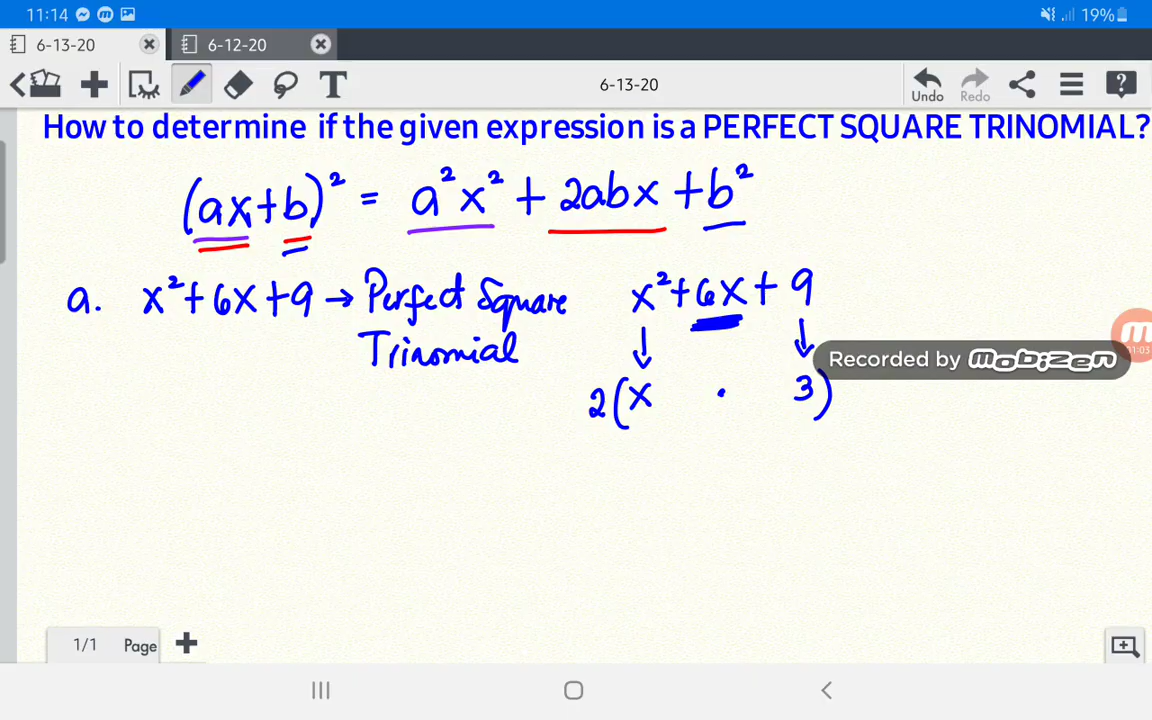 11:14 19%
6-13-20 6-12-20
T 6-13-20 Undo Redo ?
How to determine if the given expression is a PERFECT SQUARE TRINOMIAL?
(ax+b)² = a²x² + 2abx + b²
a. x²+6x+9 → Perfect Square
Trinomial
x²+6x+9
↓ ↓
2(x · 3)
Recorded by mobizen
m
01:03
1/1 Page +